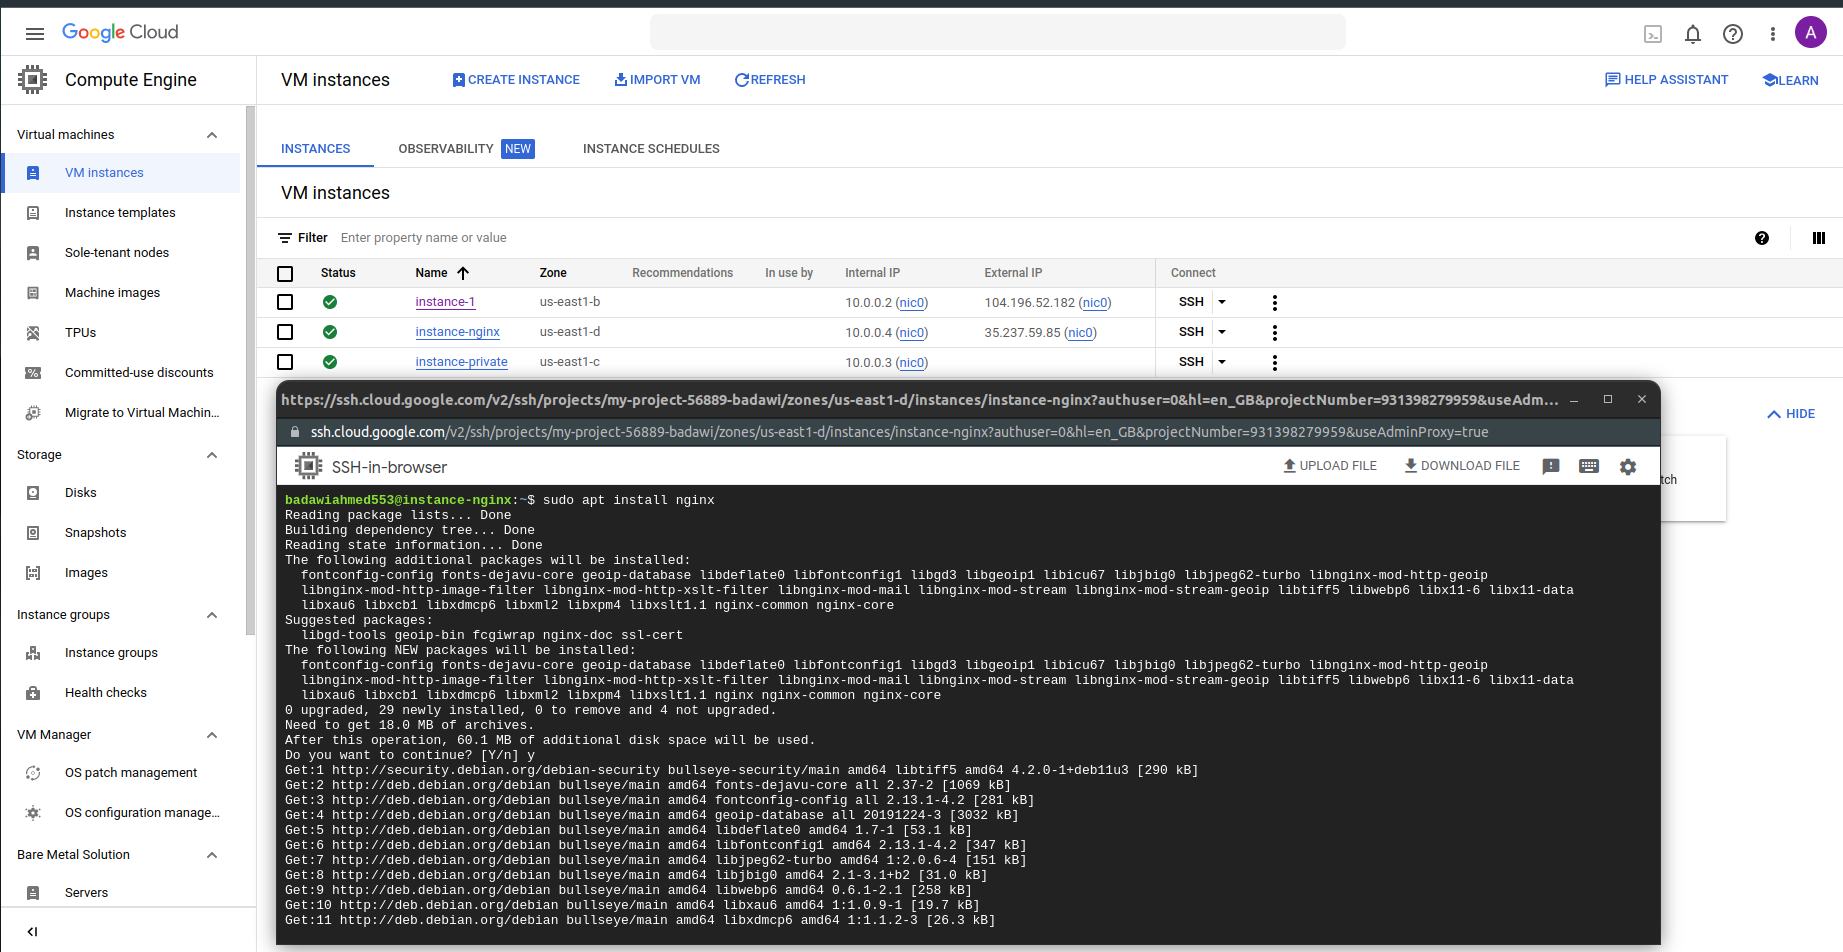 Google Cloud
A
Compute Engine
VM instances
CREATE INSTANCE
IMPORT VM
REFRESH
HELP ASSISTANT
LEARN
Virtual machines
VM instances
Instance templates
Sole-tenant nodes
Machine images
TPUs
Committed-use discounts
Migrate to Virtual Machin...
Storage
Disks
Snapshots
Images
Instance groups
Instance groups
Health checks
VM Manager
OS patch management
OS configuration manage...
Bare Metal Solution
Servers
INSTANCES
OBSERVABILITY NEW
INSTANCE SCHEDULES
VM instances
Filter Enter property name or value
Status Name Zone Recommendations In use by Internal IP External IP Connect
instance-1 us-east1-b 10.0.0.2 (nic0) 104.196.52.182 (nic0) SSH
instance-nginx us-east1-d 10.0.0.4 (nic0) 35.237.59.85 (nic0) SSH
instance-private us-east1-c 10.0.0.3 (nic0) SSH
HIDE
tch
https://ssh.cloud.google.com/v2/ssh/projects/my-project-56889-badawi/zones/us-east1-d/instances/instance-nginx?authuser=0&hl=en_GB&projectNumber=931398279959&useAdm...
ssh.cloud.google.com/v2/ssh/projects/my-project-56889-badawi/zones/us-east1-d/instances/instance-nginx?authuser=0&hl=en_GB&projectNumber=931398279959&useAdminProxy=true
SSH-in-browser
UPLOAD FILE
DOWNLOAD FILE
badawiahmed553@instance-nginx:~$ sudo apt install nginx
Reading package lists... Done
Building dependency tree... Done
Reading state information... Done
The following additional packages will be installed:
fontconfig-config fonts-dejavu-core geoip-database libdeflate0 libfontconfig1 libgd3 libgeoip1 libicu67 libjbig0 libjpeg62-turbo libnginx-mod-http-geoip
libnginx-mod-http-image-filter libnginx-mod-http-xslt-filter libnginx-mod-mail libnginx-mod-stream libnginx-mod-stream-geoip libtiff5 libwebp6 libx11-6 libx11-data
libxau6 libxcb1 libxdmcp6 libxml2 libxpm4 libxslt1.1 nginx-common nginx-core
Suggested packages:
libgd-tools geoip-bin fcgiwrap nginx-doc ssl-cert
The following NEW packages will be installed:
fontconfig-config fonts-dejavu-core geoip-database libdeflate0 libfontconfig1 libgd3 libgeoip1 libicu67 libjbig0 libjpeg62-turbo libnginx-mod-http-geoip
libnginx-mod-http-image-filter libnginx-mod-http-xslt-filter libnginx-mod-mail libnginx-mod-stream libnginx-mod-stream-geoip libtiff5 libwebp6 libx11-6 libx11-data
libxau6 libxcb1 libxdmcp6 libxml2 libxpm4 libxslt1.1 nginx nginx-common nginx-core
0 upgraded, 29 newly installed, 0 to remove and 4 not upgraded.
Need to get 18.0 MB of archives.
After this operation, 60.1 MB of additional disk space will be used.
Do you want to continue? [Y/n] y
Get:1 http://security.debian.org/debian-security bullseye-security/main amd64 libtiff5 amd64 4.2.0-1+deb11u3 [290 kB]
Get:2 http://deb.debian.org/debian bullseye/main amd64 fonts-dejavu-core all 2.37-2 [1069 kB]
Get:3 http://deb.debian.org/debian bullseye/main amd64 fontconfig-config all 2.13.1-4.2 [281 kB]
Get:4 http://deb.debian.org/debian bullseye/main amd64 geoip-database all 20191224-3 [3032 kB]
Get:5 http://deb.debian.org/debian bullseye/main amd64 libdeflate0 amd64 1.7-1 [53.1 kB]
Get:6 http://deb.debian.org/debian bullseye/main amd64 libfontconfig1 amd64 2.13.1-4.2 [347 kB]
Get:7 http://deb.debian.org/debian bullseye/main amd64 libjpeg62-turbo amd64 1:2.0.6-4 [151 kB]
Get:8 http://deb.debian.org/debian bullseye/main amd64 libjbig0 amd64 2.1-3.1+b2 [31.0 kB]
Get:9 http://deb.debian.org/debian bullseye/main amd64 libwebp6 amd64 0.6.1-2.1 [258 kB]
Get:10 http://deb.debian.org/debian bullseye/main amd64 libxau6 amd64 1:1.0.9-1 [19.7 kB]
Get:11 http://deb.debian.org/debian bullseye/main amd64 libxdmcp6 amd64 1:1.1.2-3 [26.3 kB]